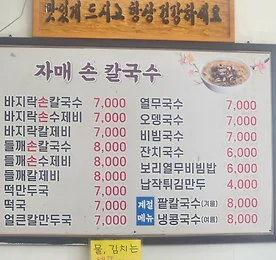 맛있게 드시고 항상 건강하세요
자매 손 칼국수
바지락손칼국수 7,000
바지락손수제비 7,000
바지락칼제비 7,000
들깨손칼국수 8,000
들깨손수제비 8,000
들깨칼제비 8,000
떡만두국 7,000
떡국 7,000
얼큰칼만두국 7,000
열무국수 7,000
오뎅국수 7,000
비빔국수 7,000
잔치국수 6,000
보리열무비빔밥 6,000
납작튀김만두 4,000
계절 메뉴
팥칼국수(겨울) 8,000
냉콩국수(여름) 8,000
물, 김치는